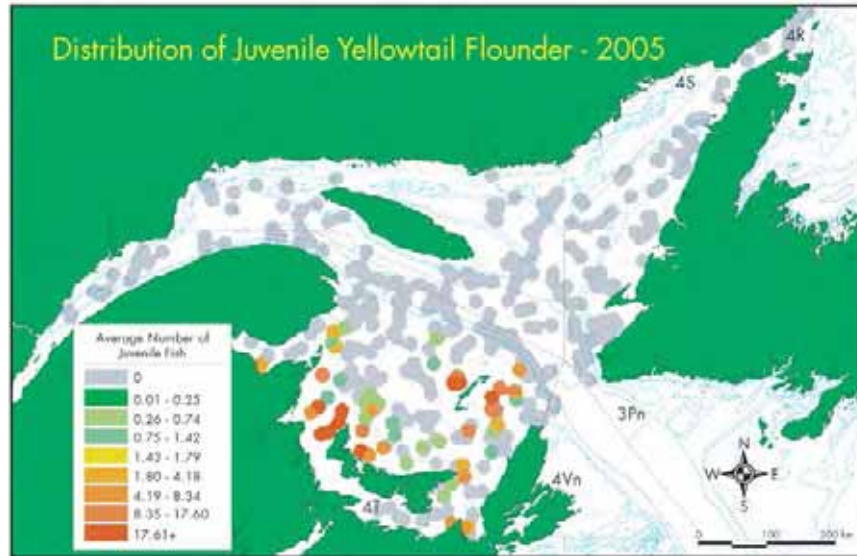 Distribution of Juvenile Yellowtail Flounder - 2005
4R
4S
Average Number of
Juvenile Fish
0
0.01 - 0.25
0.26 - 0.74
0.75 - 1.42
1.43 - 1.79
1.80 - 4.18
4.19 - 8.34
8.35 - 17.60
17.61+
3Pn
4Vn
4T
N
W E
S
0 100 200 km